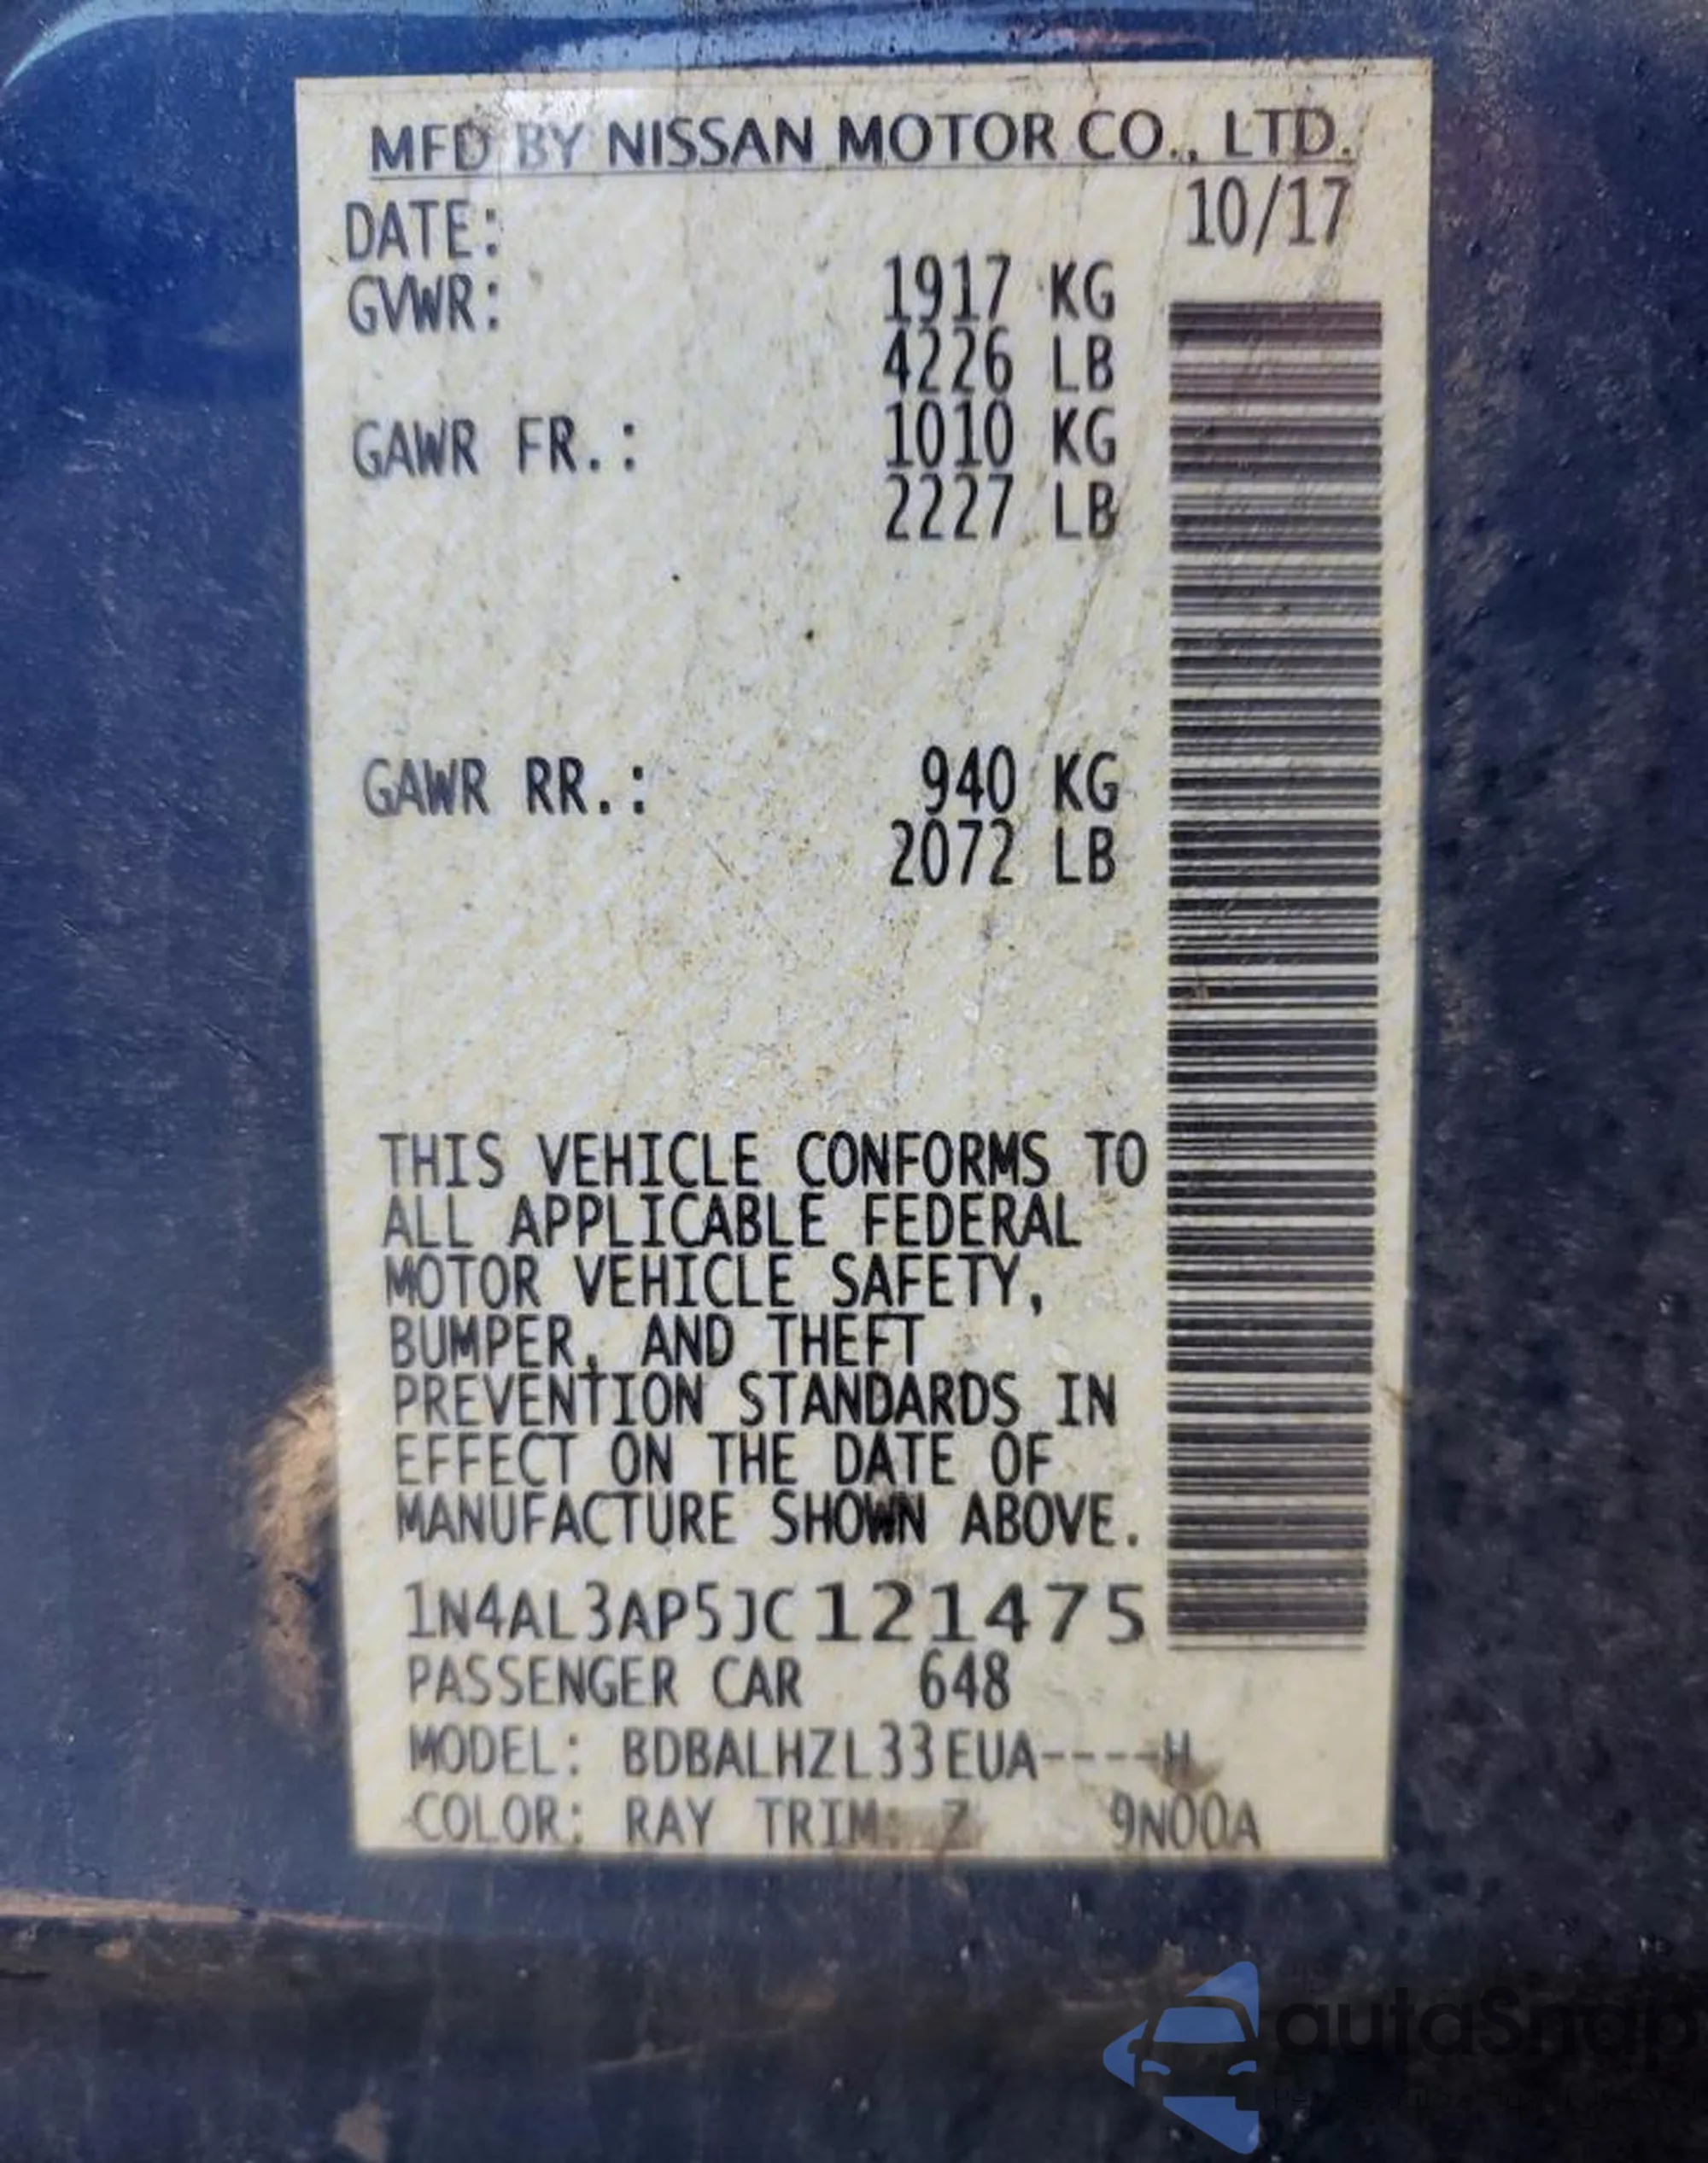 MFD BY NISSAN MOTOR CO., LTD.
DATE: 10/17
GVWR: 1917 KG
4226 LB
GAWR FR.: 1010 KG
2227 LB
GAWR RR.: 940 KG
2072 LB
THIS VEHICLE CONFORMS TO
ALL APPLICABLE FEDERAL
MOTOR VEHICLE SAFETY,
BUMPER, AND THEFT
PREVENTION STANDARDS IN
EFFECT ON THE DATE OF
MANUFACTURE SHOWN ABOVE.
1N4AL3AP5JC121475
PASSENGER CAR 648
MODEL: BDBALHZL33EUA----H
COLOR: RAY TRIM: Z 9N00A
autaSnap